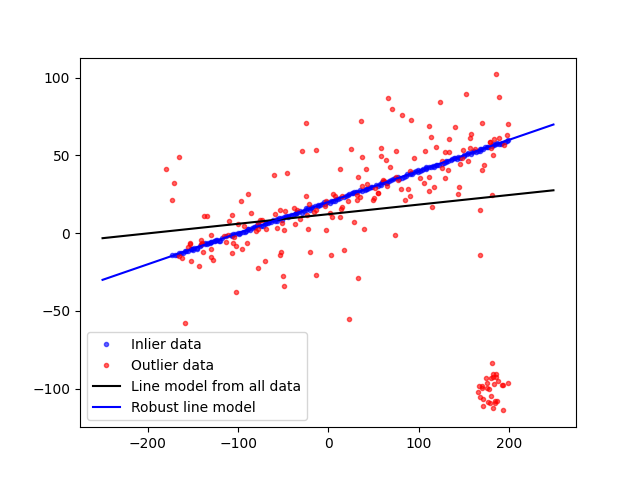 100
50
0
−50
−100
Inlier data
Outlier data
Line model from all data
Robust line model
−200
−100
0
100
200